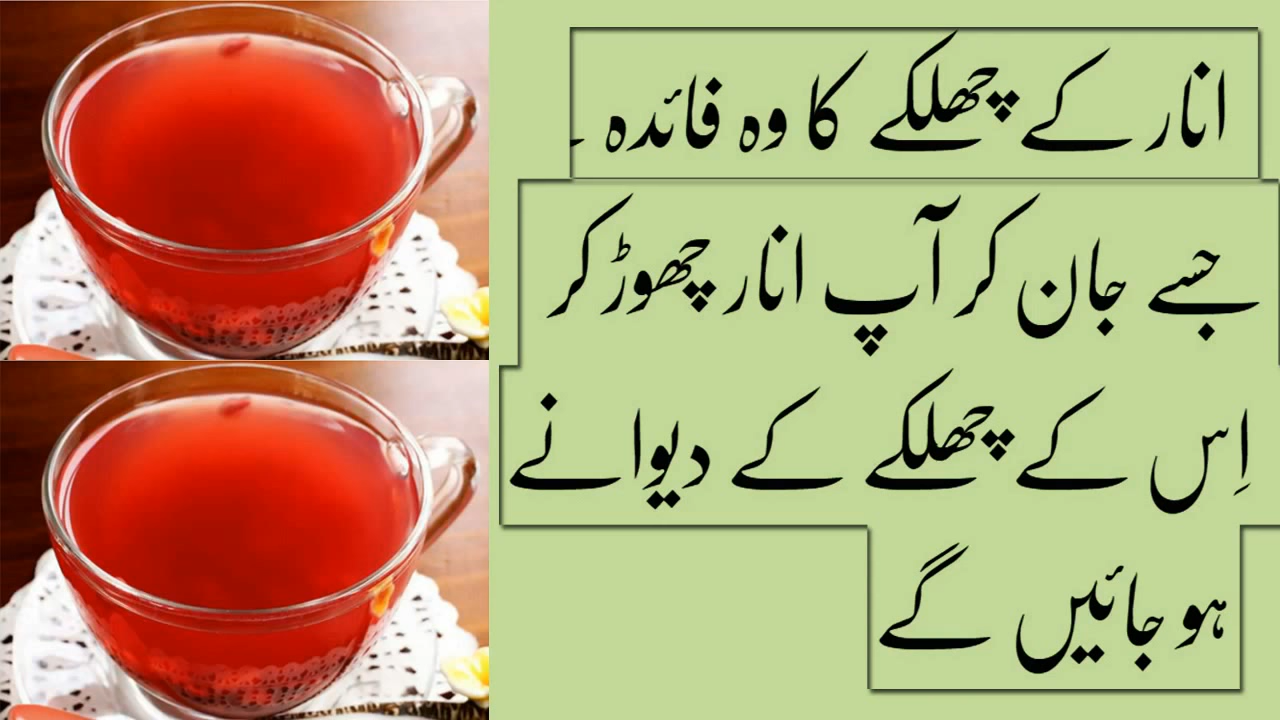 انار کے چھلکے کا وہ فائدہ ۔
جسے جان کر آپ انار چھوڑ کر
اِس کے چھلکے کے دیوانے
ہو جائیں گے